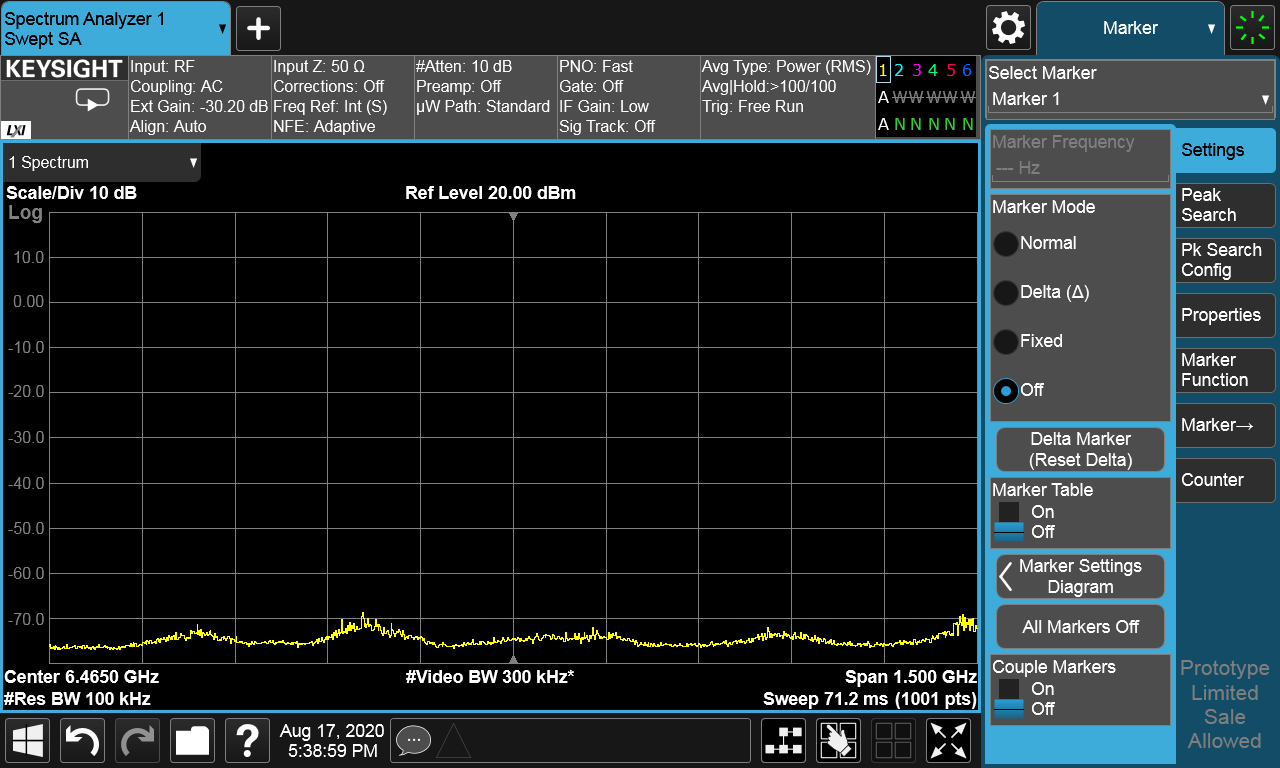 Spectrum Analyzer 1
Swept SA
Marker
KEYSIGHT
LXI
Input: RF
Coupling: AC
Ext Gain: -30.20 dB
Align: Auto
Input Z: 50 Ω
Corrections: Off
Freq Ref: Int (S)
NFE: Adaptive
#Atten: 10 dB
Preamp: Off
µW Path: Standard
PNO: Fast
Gate: Off
IF Gain: Low
Sig Track: Off
Avg Type: Power (RMS)
Avg|Hold:>100/100
Trig: Free Run
1 2 3 4 5 6
A W W W W W
A N N N N N
Select Marker
Marker 1
1 Spectrum
Scale/Div 10 dB
Ref Level 20.00 dBm
Log
10.0
0.00
-10.0
-20.0
-30.0
-40.0
-50.0
-60.0
-70.0
Center 6.4650 GHz
#Video BW 300 kHz*
Span 1.500 GHz
#Res BW 100 kHz
Sweep 71.2 ms (1001 pts)
Marker Frequency
--- Hz
Marker Mode
Normal
Delta (Δ)
Fixed
Off
Delta Marker
(Reset Delta)
Marker Table
On
Off
Marker Settings
Diagram
All Markers Off
Couple Markers
On
Off
Settings
Peak
Search
Pk Search
Config
Properties
Marker
Function
Marker→
Counter
Prototype
Limited
Sale
Allowed
?
Aug 17, 2020
5:38:59 PM